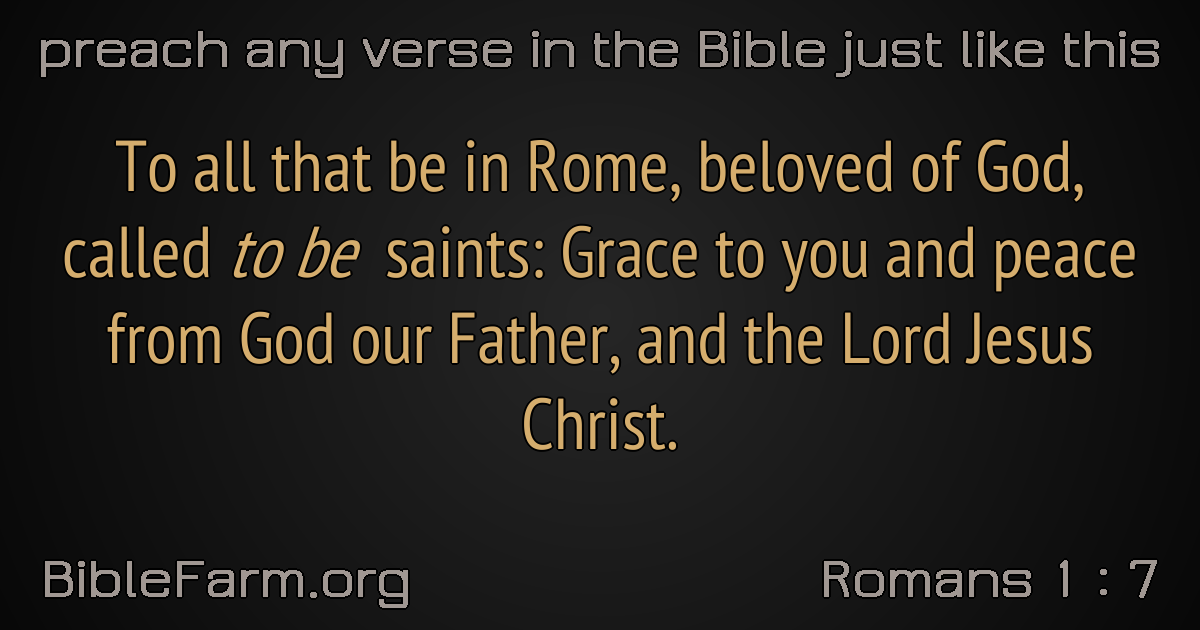 preach any verse in the Bible just like this
To all that be in Rome, beloved of God,
called to be saints: Grace to you and peace
from God our Father, and the Lord Jesus
Christ.
BibleFarm.org
Romans 1 : 7